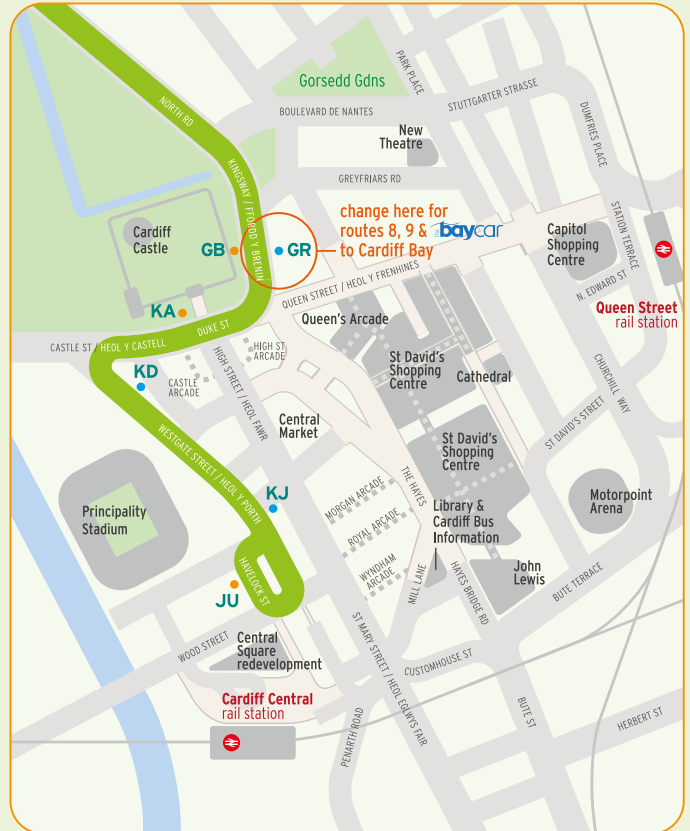 Gorsedd Gdns
PARK PLACE
STUTTGARTER STRASSE
BOULEVARD DE NANTES
DUMFRIES PLACE
NORTH RD
New
Theatre
GREYFRIARS RD
KINGSWAY / FFORDD Y BRENIN
change here for
routes 8, 9 & baycar
to Cardiff Bay
Cardiff
Castle
GB
GR
Capitol
Shopping
Centre
STATION TERRACE
N. EDWARD ST
Queen Street
rail station
QUEEN STREET / HEOL Y FRENHINES
KA
DUKE ST
Queen's Arcade
CASTLE ST / HEOL Y CASTELL
HIGH ST
ARCADE
St David's
Shopping
Centre
Cathedral
KD
CASTLE
ARCADE
HIGH STREET / HEOL FAWR
CHURCHILL WAY
ST DAVID'S STREET
Central
Market
WESTGATE STREET / HEOL Y PORTH
St David's
Shopping
Centre
THE HAYES
KJ
MORGAN ARCADE
Principality
Stadium
Motorpoint
Arena
ROYAL ARCADE
Library &
Cardiff Bus
Information
WYNDHAM
ARCADE
HAVELOCK ST
JU
MILL LANE
HAYES BRIDGE RD
John
Lewis
BUTE TERRACE
WOOD STREET
Central
Square
redevelopment
ST MARY STREET / HEOL EGLWYS FAIR
CUSTOMHOUSE ST
Cardiff Central
rail station
PENARTH ROAD
BUTE ST
HERBERT ST